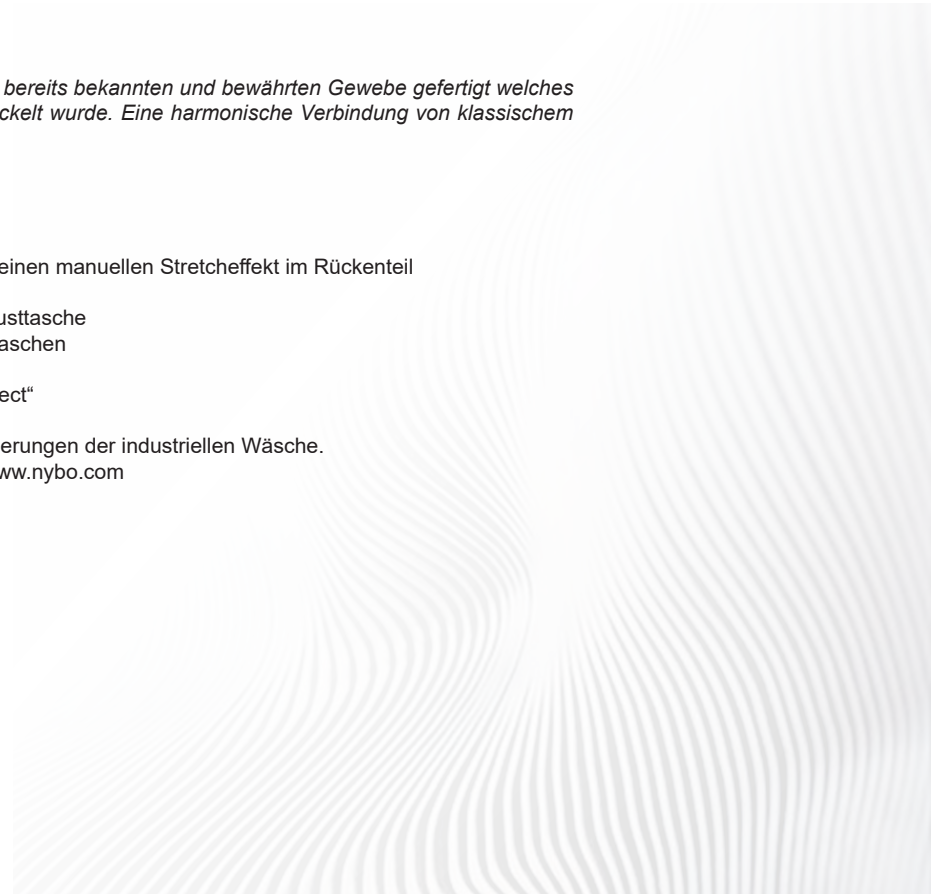 bereits bekannten und bewährten Gewebe gefertigt welches
ckelt wurde. Eine harmonische Verbindung von klassischem
einen manuellen Stretcheffekt im Rückenteil
usttasche
aschen
ect“
erungen der industriellen Wäsche.
ww.nybo.com